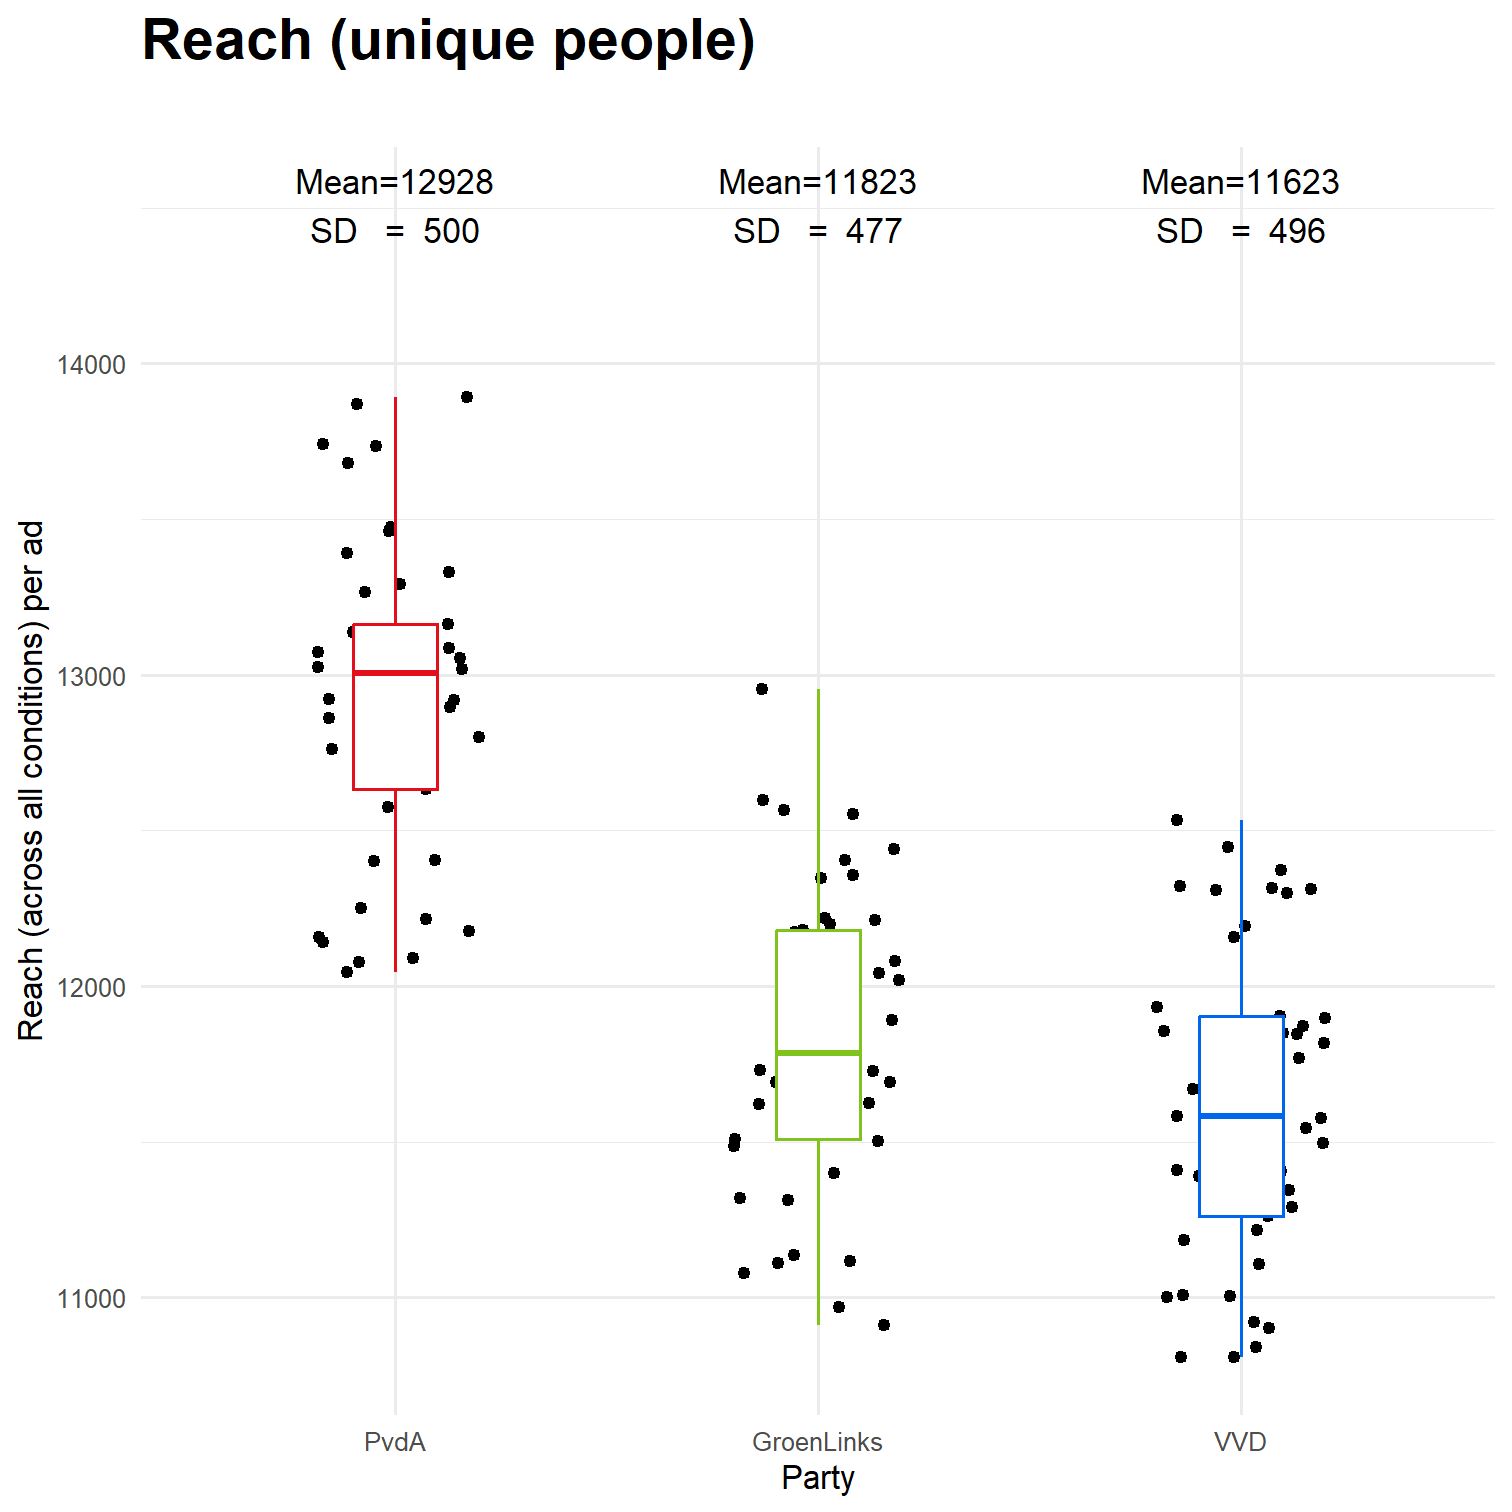 Reach (unique people)
Mean=12928 Mean=11823 Mean=11623
SD = 500 SD = 477 SD = 496
14000
13000
12000
11000
Reach (across all conditions) per ad
PvdA GroenLinks VVD
Party